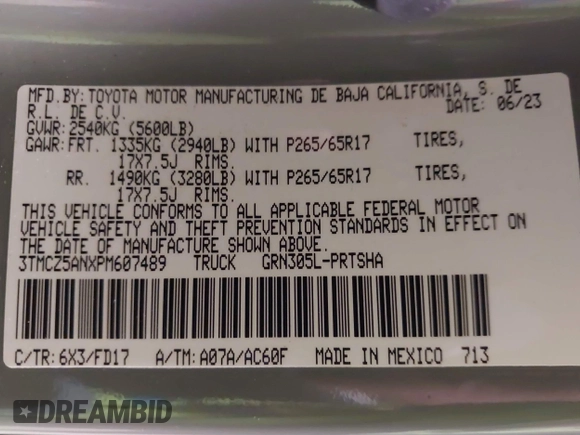 MFD.BY: TOYOTA MOTOR MANUFACTURING DE BAJA CALIFORNIA, S. DE
R.L. DE C.V. DATE: 06/23
GVWR: 2540KG (5600LB)
GAWR: FRT. 1335KG (2940LB) WITH P265/65R17 TIRES,
17X7.5J RIMS.
RR. 1490KG (3280LB) WITH P265/65R17 TIRES,
17X7.5J RIMS.
THIS VEHICLE CONFORMS TO ALL APPLICABLE FEDERAL MOTOR
VEHICLE SAFETY AND THEFT PREVENTION STANDARDS IN EFFECT ON
THE DATE OF MANUFACTURE SHOWN ABOVE.
3TMCZ5ANXPM607489 TRUCK GRN305L-PRTSHA
C/TR: 6X3/FD17 A/TM: A07A/AC60F MADE IN MEXICO 713
DREAMBID